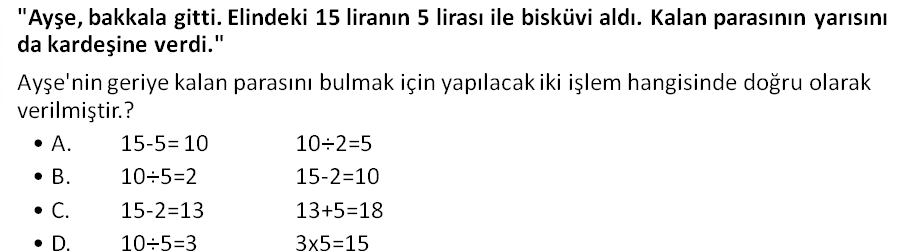 "Ayşe, bakkala gitti. Elindeki 15 liranın 5 lirası ile bisküvi aldı. Kalan parasının yarısını
da kardeşine verdi."
Ayşe'nin geriye kalan parasını bulmak için yapılacak iki işlem hangisinde doğru olarak
verilmiştir.?
• A. 15-5= 10 10÷2=5
• B. 10÷5=2 15-2=10
• C. 15-2=13 13+5=18
• D. 10÷5=3 3x5=15